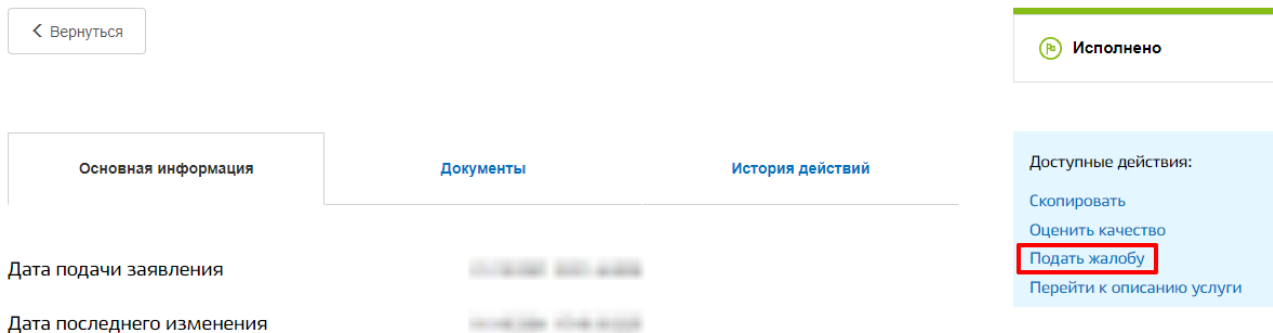 Вернуться
Исполнено
Основная информация
Документы
История действий
Доступные действия:
Скопировать
Оценить качество
Подать жалобу
Перейти к описанию услуги
Дата подачи заявления
Дата последнего изменения